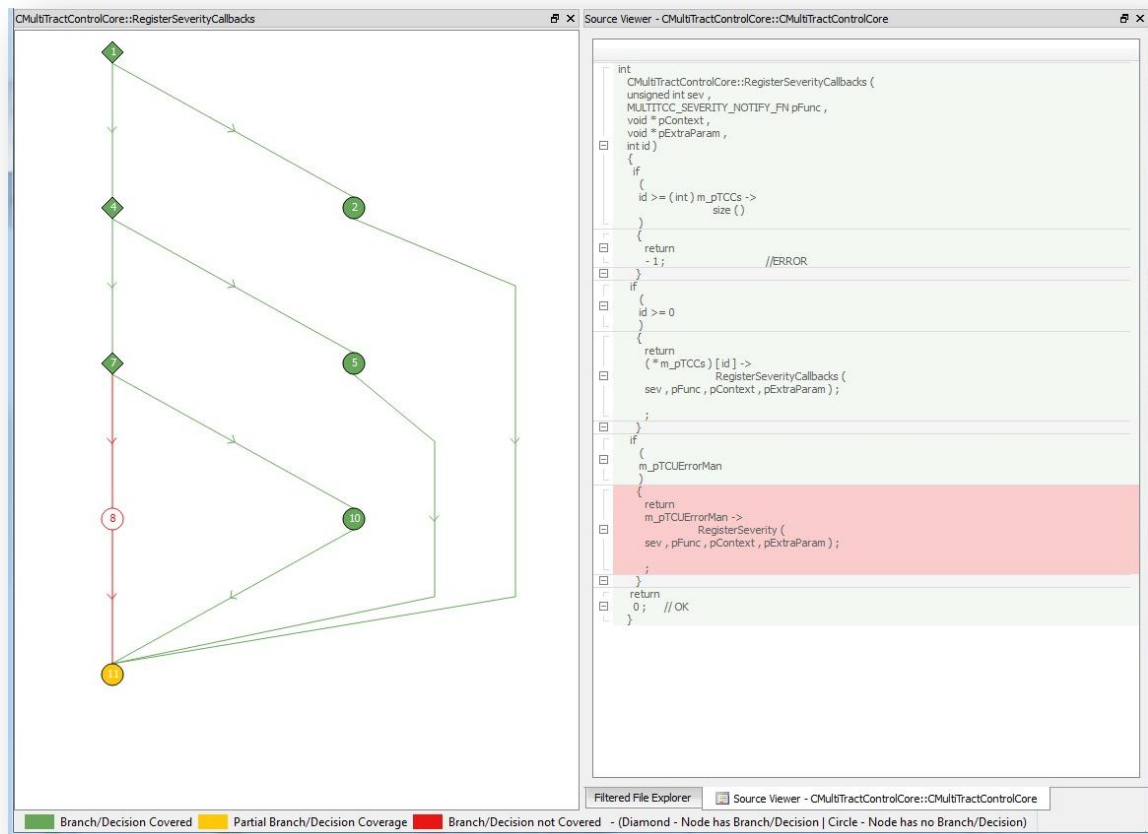 CMultiTractControlCore::RegisterSeverityCallbacks
1
4
2
7
5
8
10
11
Source Viewer - CMultiTractControlCore::CMultiTractControlCore
int
CMultiTractControlCore::RegisterSeverityCallbacks (
unsigned int sev ,
MULTITCC_SEVERITY_NOTIFY_FN pFunc ,
void * pContext ,
void * pExtraParam ,
int id )
{
if
(
id >= ( int ) m_pTCCs ->
size ()
)
{
return
- 1 ; //ERROR
}
if
(
id >= 0
)
{
return
( * m_pTCCs ) [ id ] ->
RegisterSeverityCallbacks (
sev , pFunc , pContext , pExtraParam ) ;
;
}
if
(
m_pTCUErrorMan
)
{
return
m_pTCUErrorMan ->
RegisterSeverity (
sev , pFunc , pContext , pExtraParam ) ;
;
}
return
0 ; // OK
}
Filtered File Explorer Source Viewer - CMultiTractControlCore::CMultiTractControlCore
Branch/Decision Covered Partial Branch/Decision Coverage Branch/Decision not Covered - (Diamond - Node has Branch/Decision | Circle - Node has no Branch/Decision)